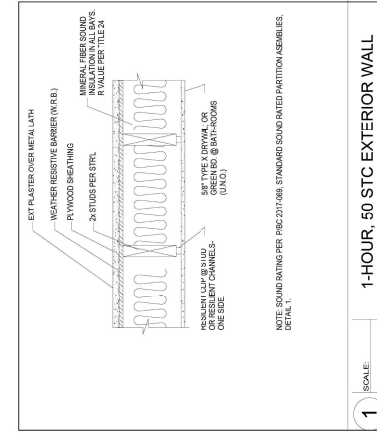 EXT PLASTER OVER METAL LATH
WEATHER RESISTIVE BARRIER (W.R.B.)
PLYWOOD SHEATHING
2x STUDS PER STR'L
MINERAL FIBER SOUND
INSULATION IN ALL BAYS.
R VALUE PER TITLE 24
RESILIENT CLIP @ STUD
OR RESILIENT CHANNELS-
ONE SIDE.
5/8" TYPE X DRYWALL OR
GREEN BD. @ BATH-ROOMS
(U.N.O.)
NOTE: SOUND RATING PER P/BC 2317-069, STANDARD SOUND RATED PARTITION ASEMBLIES,
DETAIL 1.
1
SCALE:
1-HOUR, 50 STC EXTERIOR WALL